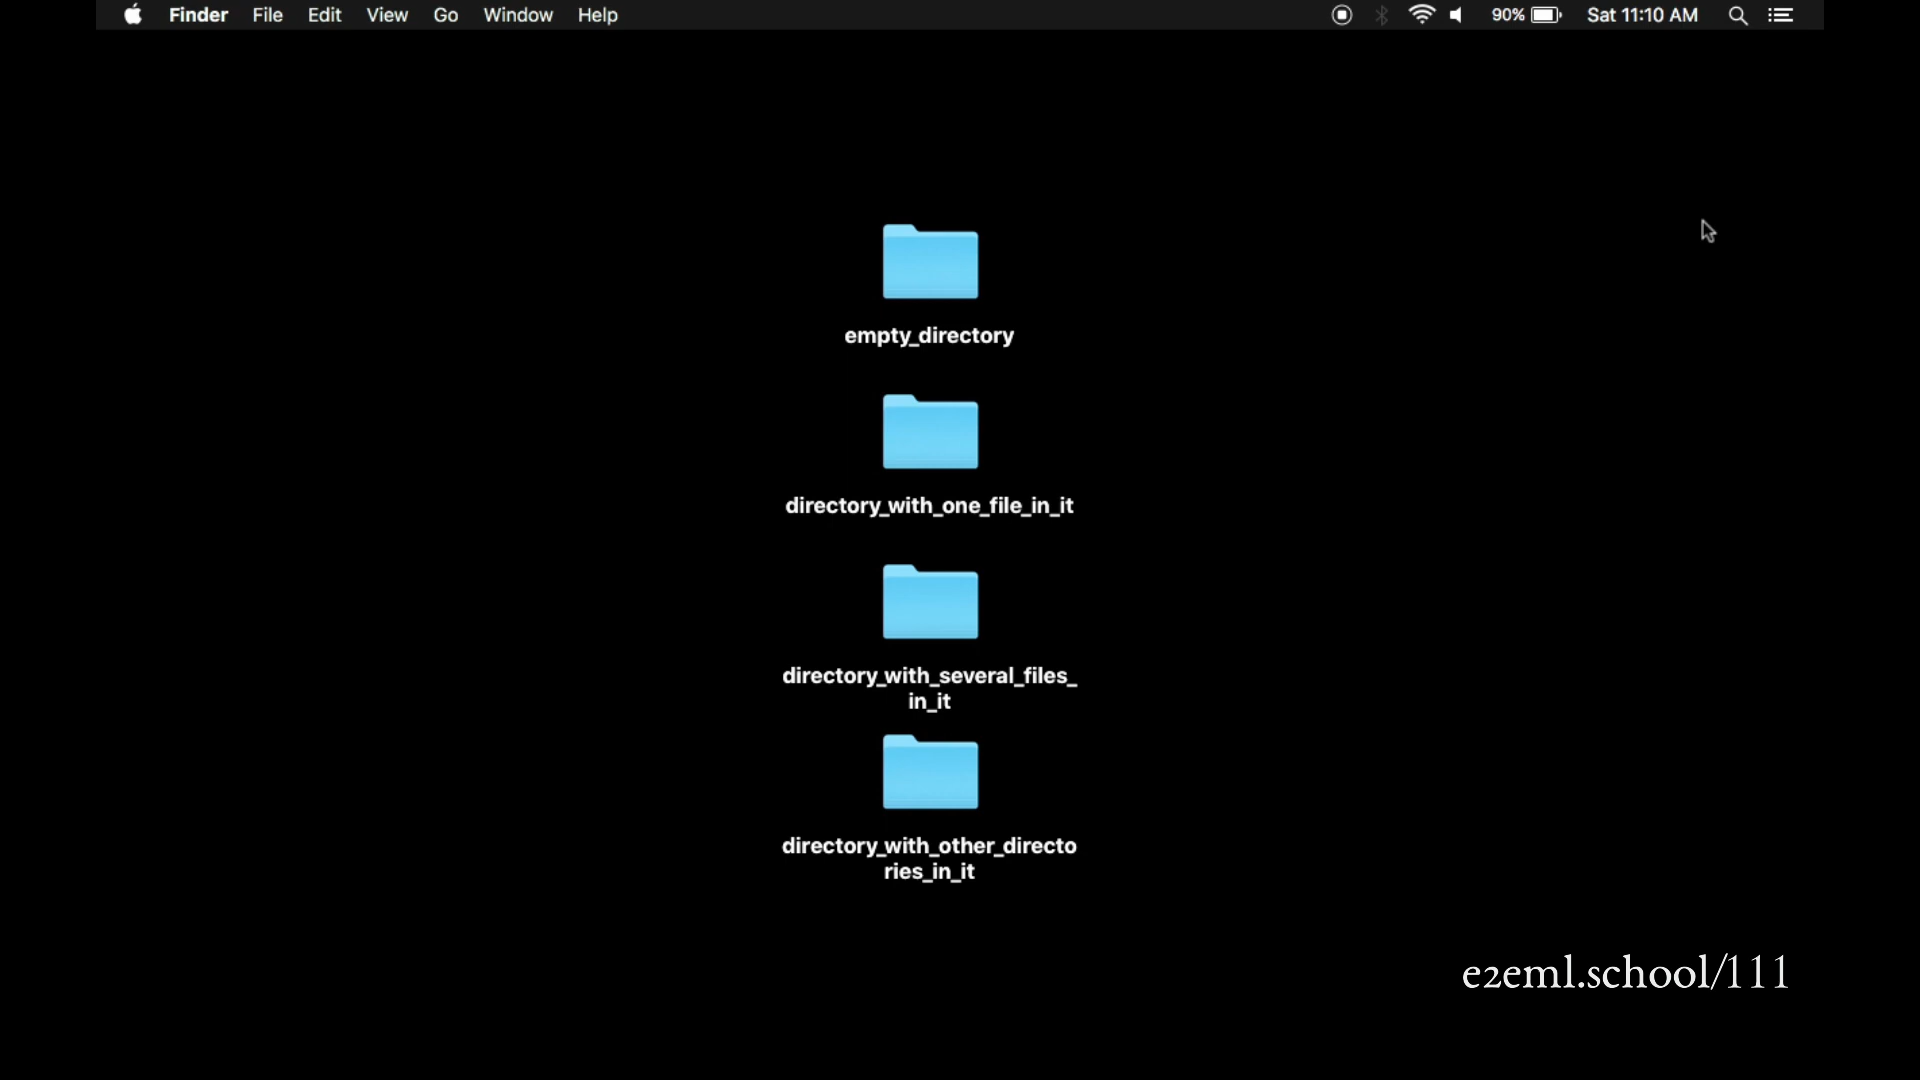 Finder File Edit View Go Window Help 90% Sat 11:10 AM
empty_directory
directory_with_one_file_in_it
directory_with_several_files_
in_it
directory_with_other_directo
ries_in_it
e2eml.school/111